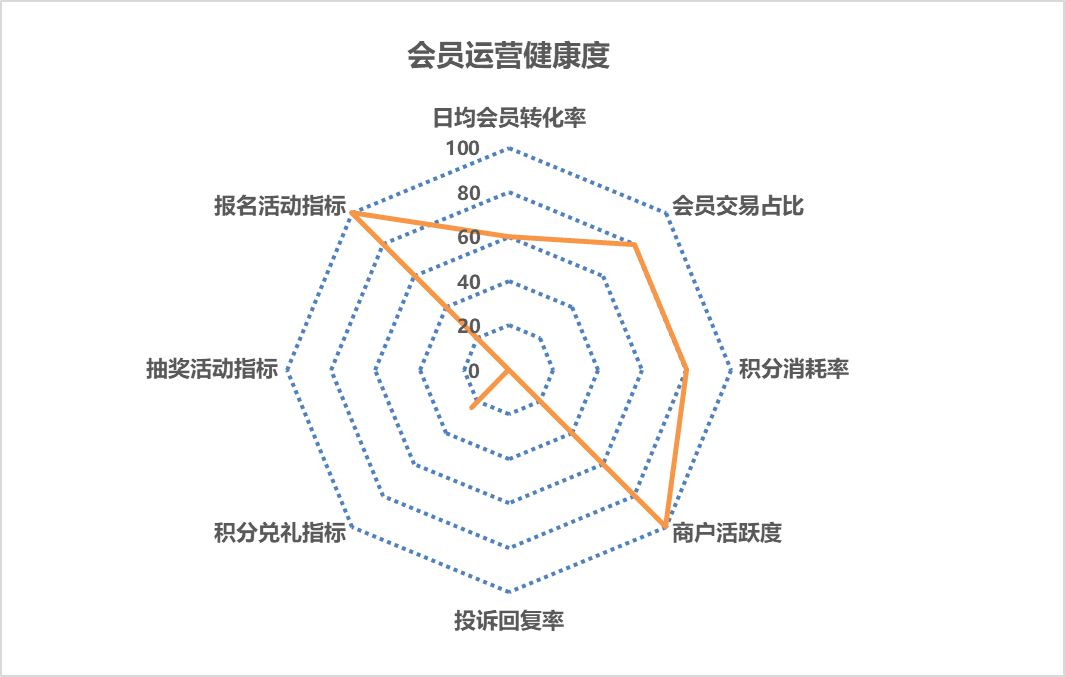 会员运营健康度
日均会员转化率
100
报名活动指标
80
会员交易占比
60
40
20
抽奖活动指标
0
积分消耗率
积分兑礼指标
商户活跃度
投诉回复率